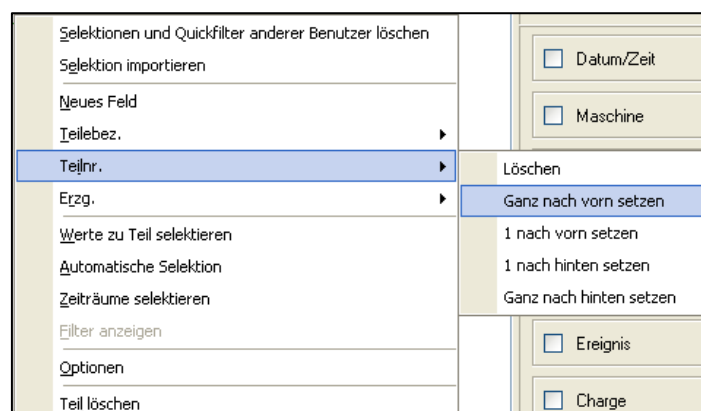 Selektionen und Quickfilter anderer Benutzer löschen
Selektion importieren
Neues Feld
Teilebez.
Teilnr.
Erzg.
Werte zu Teil selektieren
Automatische Selektion
Zeiträume selektieren
Filter anzeigen
Optionen
Teil löschen
Löschen
Ganz nach vorn setzen
1 nach vorn setzen
1 nach hinten setzen
Ganz nach hinten setzen
Datum/Zeit
Maschine
Ereignis
Charge